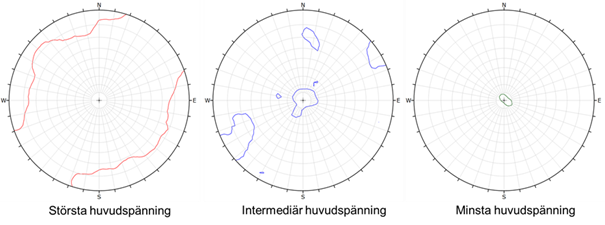 N N N
W E W E W E
S S S
Största huvudspänning Intermediär huvudspänning Minsta huvudspänning